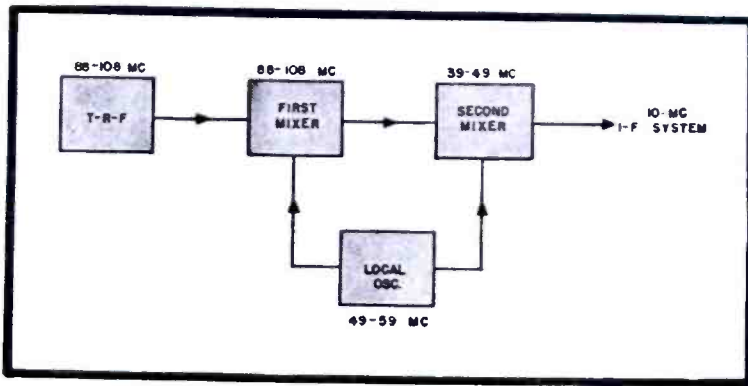 88-108 MC
T-R-F
88-108 MC
FIRST
MIXER
39-49 MC
SECOND
MIXER
10-MC
I-F SYSTEM
LOCAL
OSC.
49-59 MC